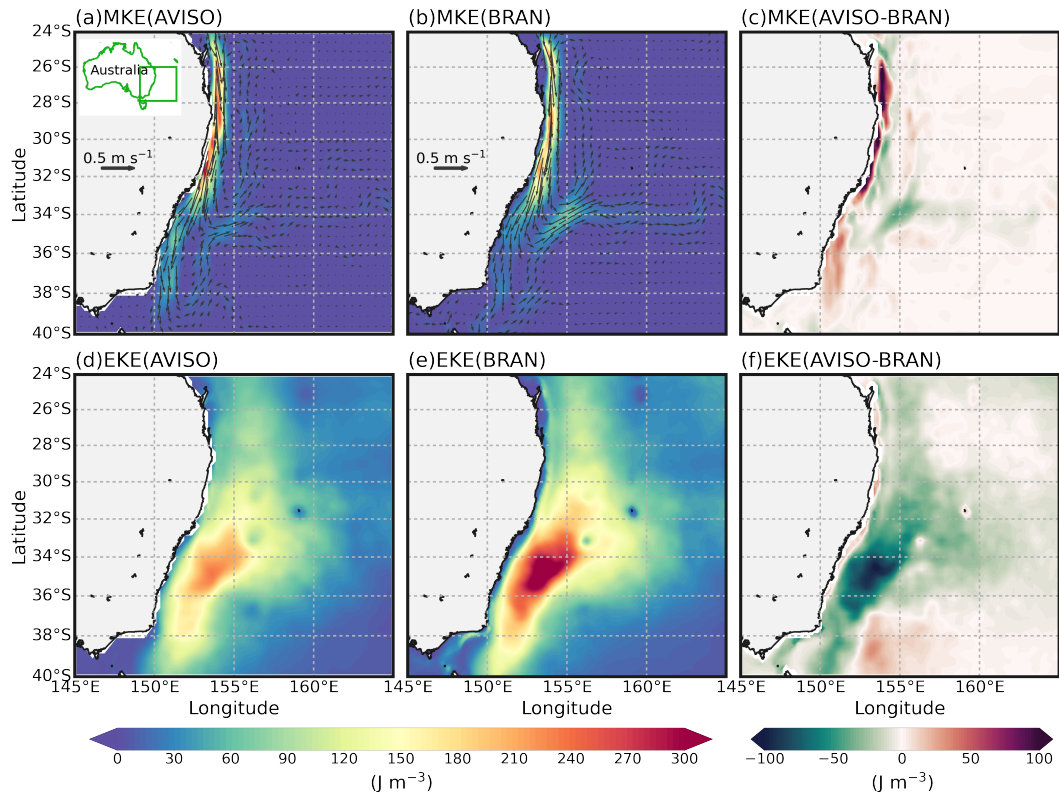 (a)MKE(AVISO)
(b)MKE(BRAN)
(c)MKE(AVISO-BRAN)
24°S
26°S
28°S
30°S
32°S
34°S
36°S
38°S
40°S
Latitude
Australia
0.5 m s⁻¹
0.5 m s⁻¹
(d)EKE(AVISO)
(e)EKE(BRAN)
(f)EKE(AVISO-BRAN)
24°S
26°S
28°S
30°S
32°S
34°S
36°S
38°S
40°S
Latitude
145°E 150°E 155°E 160°E
145°E 150°E 155°E 160°E
145°E 150°E 155°E 160°E
Longitude
Longitude
Longitude
0 30 60 90 120 150 180 210 240 270 300
(J m⁻³)
−100 −50 0 50 100
(J m⁻³)